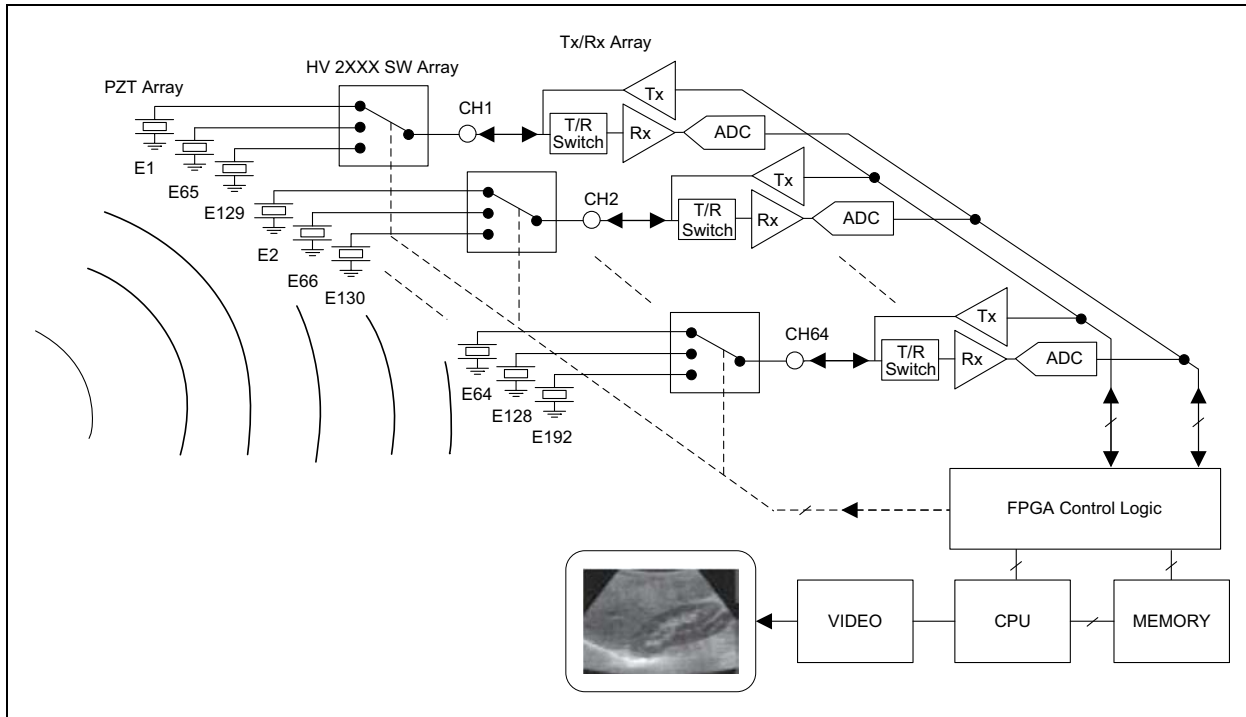 Tx/Rx Array
HV 2XXX SW Array
PZT Array
CH1
Tx
T/R
Switch
Rx
ADC
E1
E65
E129
CH2
Tx
T/R
Switch
Rx
ADC
E2
E66
E130
CH64
Tx
T/R
Switch
Rx
ADC
E64
E128
E192
FPGA Control Logic
VIDEO
CPU
MEMORY